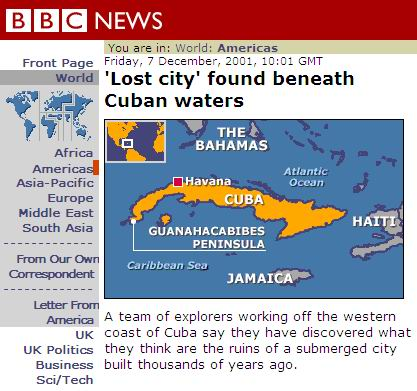 BBC NEWS
You are in: World: Americas
Front Page
World
Africa
Americas
Asia-Pacific
Europe
Middle East
South Asia
From Our Own
Correspondent
Letter From
America
UK
UK Politics
Business
Sci/Tech
Friday, 7 December, 2001, 10:01 GMT
'Lost city' found beneath
Cuban waters
THE
BAHAMAS
Atlantic
Ocean
Havana
CUBA
HAITI
GUANAHACABIBES
PENINSULA
Caribbean Sea
JAMAICA
A team of explorers working off the western
coast of Cuba say they have discovered what
they think are the ruins of a submerged city
built thousands of years ago.